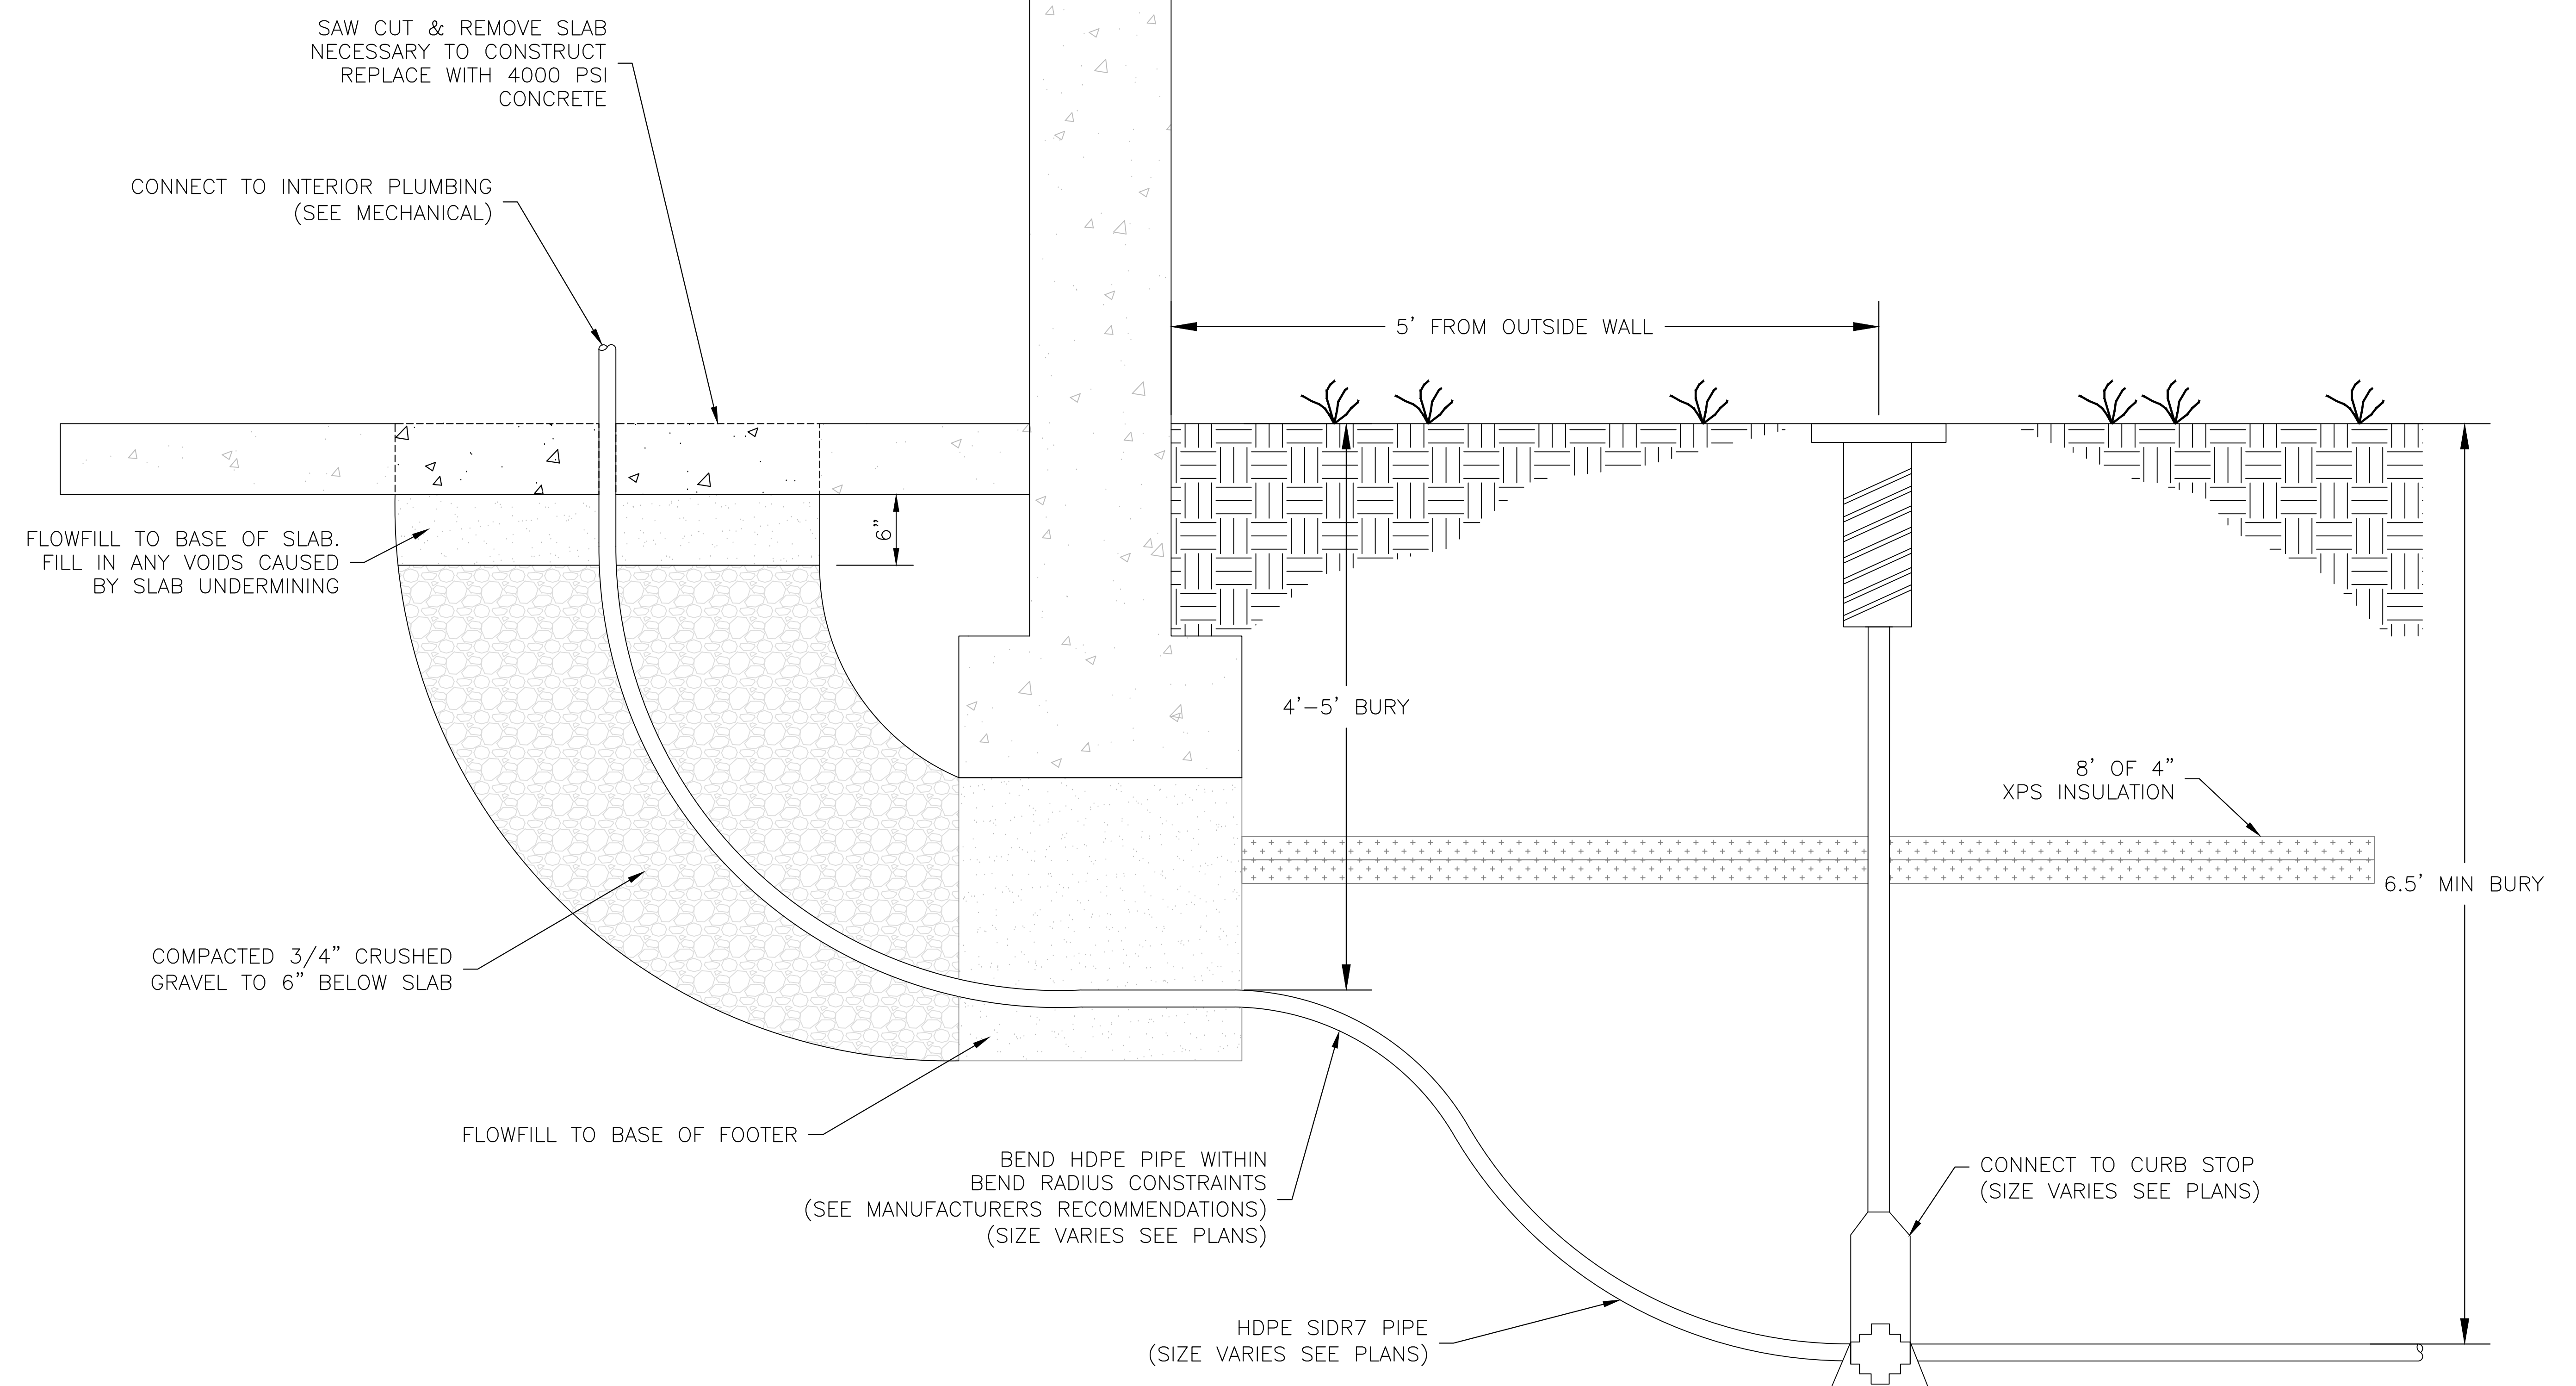 SAW CUT & REMOVE SLAB
NECESSARY TO CONSTRUCT
REPLACE WITH 4000 PSI
CONCRETE
CONNECT TO INTERIOR PLUMBING
(SEE MECHANICAL)
5' FROM OUTSIDE WALL
FLOWFILL TO BASE OF SLAB.
FILL IN ANY VOIDS CAUSED
BY SLAB UNDERMINING
6"
4'-5' BURY
8' OF 4"
XPS INSULATION
6.5' MIN BURY
COMPACTED 3/4" CRUSHED
GRAVEL TO 6" BELOW SLAB
FLOWFILL TO BASE OF FOOTER
BEND HDPE PIPE WITHIN
BEND RADIUS CONSTRAINTS
(SEE MANUFACTURERS RECOMMENDATIONS)
(SIZE VARIES SEE PLANS)
CONNECT TO CURB STOP
(SIZE VARIES SEE PLANS)
HDPE SIDR7 PIPE
(SIZE VARIES SEE PLANS)